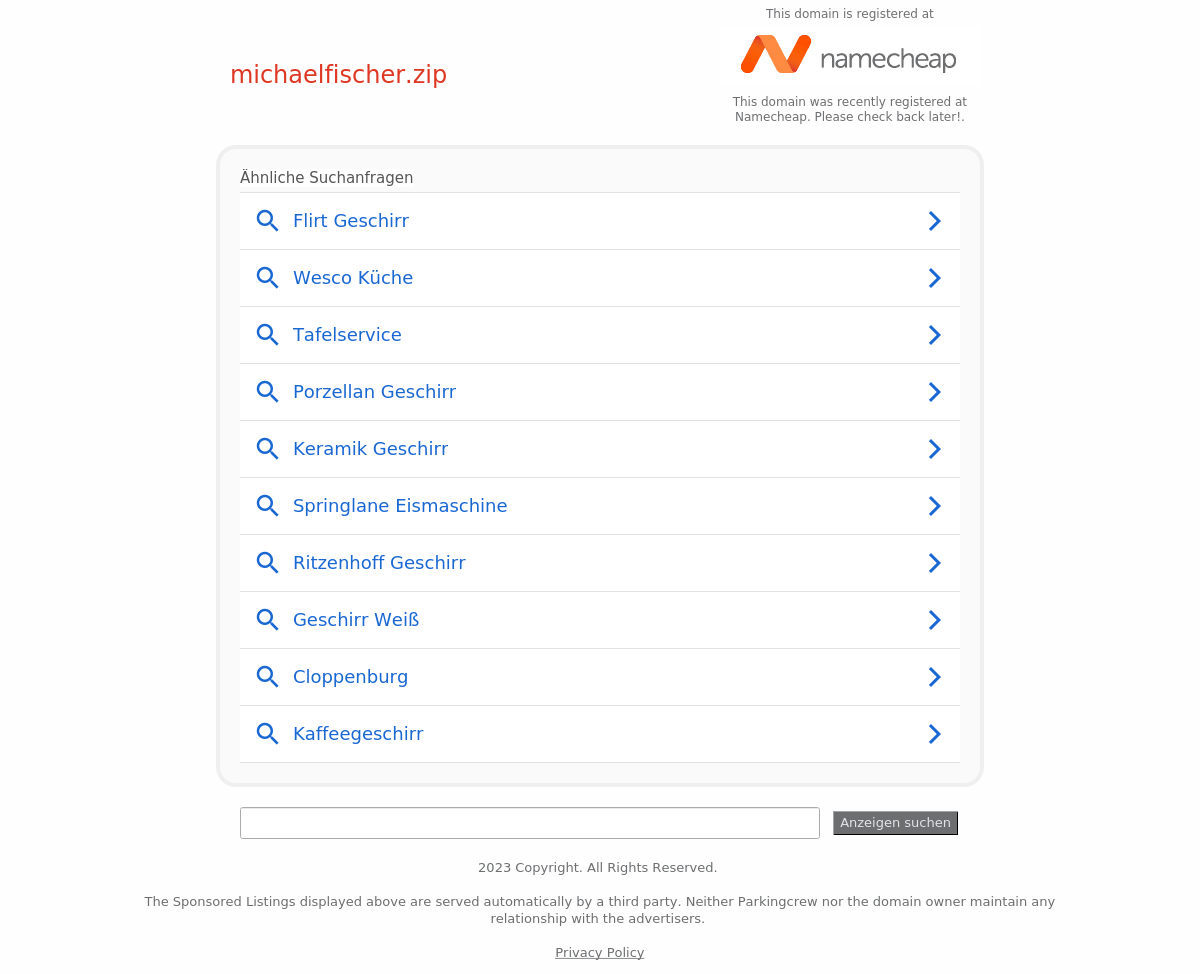 This domain is registered at
namecheap
michaelfischer.zip
This domain was recently registered at
Namecheap. Please check back later!.
Ähnliche Suchanfragen
Flirt Geschirr
Wesco Küche
Tafelservice
Porzellan Geschirr
Keramik Geschirr
Springlane Eismaschine
Ritzenhoff Geschirr
Geschirr Weiß
Cloppenburg
Kaffeegeschirr
Anzeigen suchen
2023 Copyright. All Rights Reserved.
The Sponsored Listings displayed above are served automatically by a third party. Neither Parkingcrew nor the domain owner maintain any
relationship with the advertisers.
Privacy Policy